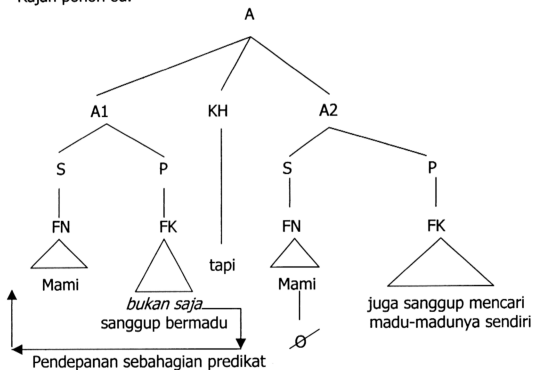 Rajah pohon 8a:
A
A1 KH A2
S P S P
FN FK FN FK
tapi
Mami Mami
bukan saja juga sanggup mencari
sanggup bermadu madu-madunya sendiri
Ø
Pendepanan sebahagian predikat